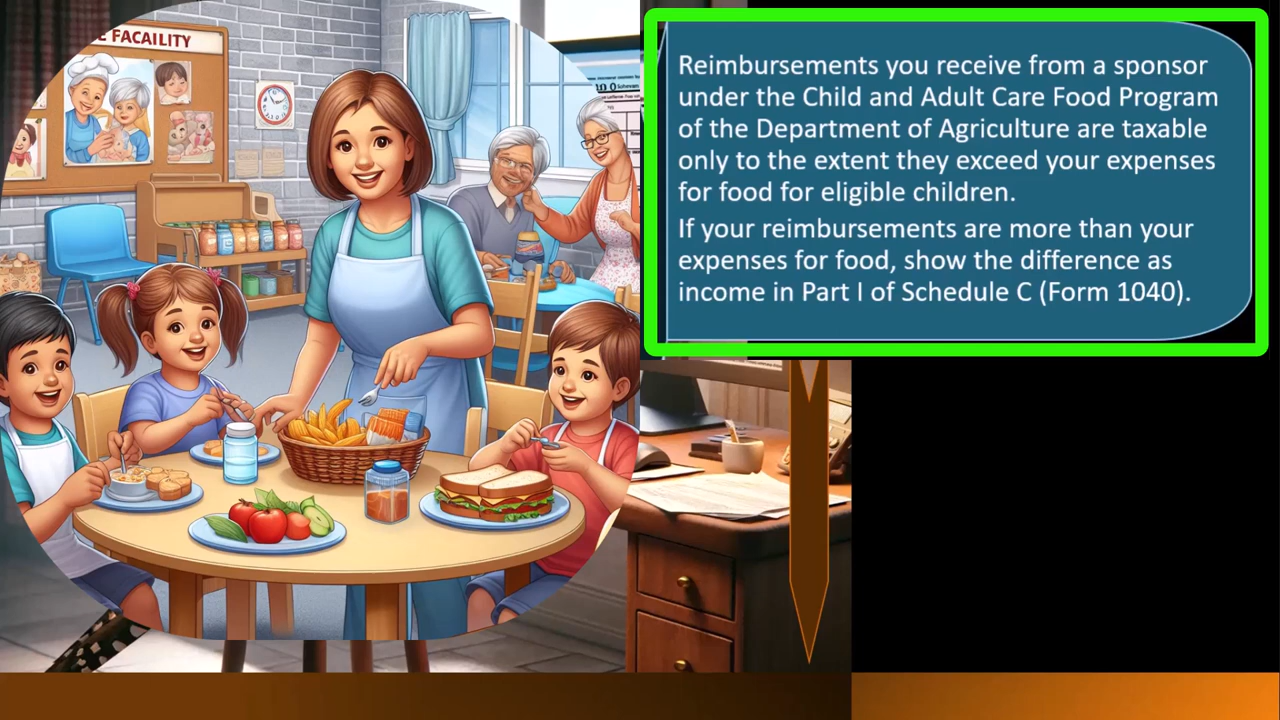 E FACAILITY
Reimbursements you receive from a sponsor
under the Child and Adult Care Food Program
of the Department of Agriculture are taxable
only to the extent they exceed your expenses
for food for eligible children.
If your reimbursements are more than your
expenses for food, show the difference as
income in Part I of Schedule C (Form 1040).